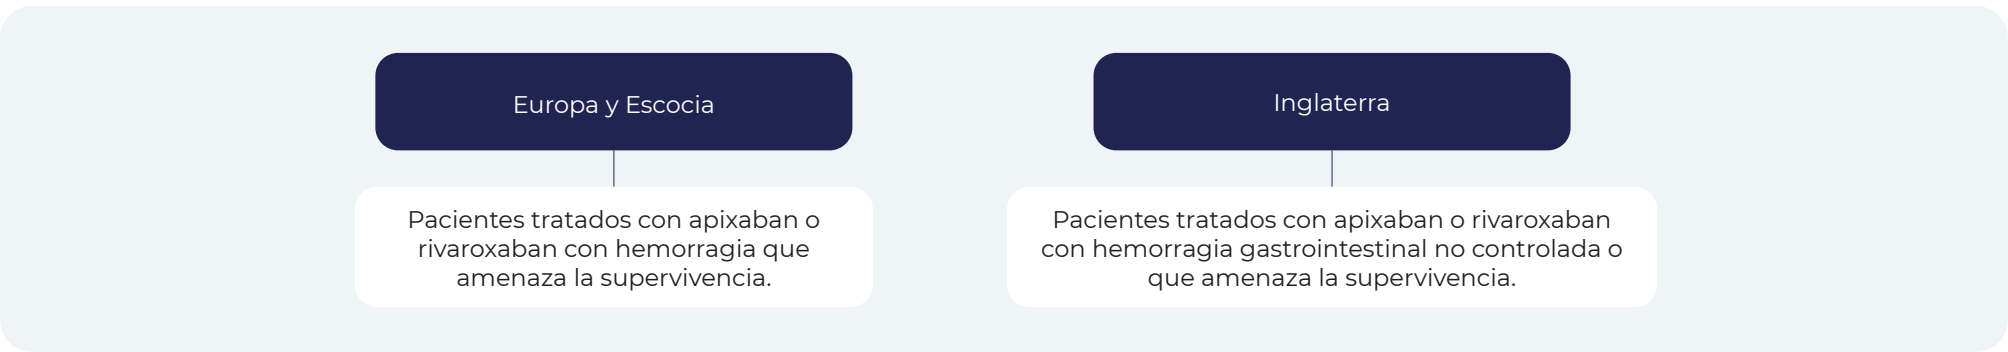 Europa y Escocia
Pacientes tratados con apixaban o
rivaroxaban con hemorragia que
amenaza la supervivencia.
Inglaterra
Pacientes tratados con apixaban o rivaroxaban
con hemorragia gastrointestinal no controlada o
que amenaza la supervivencia.